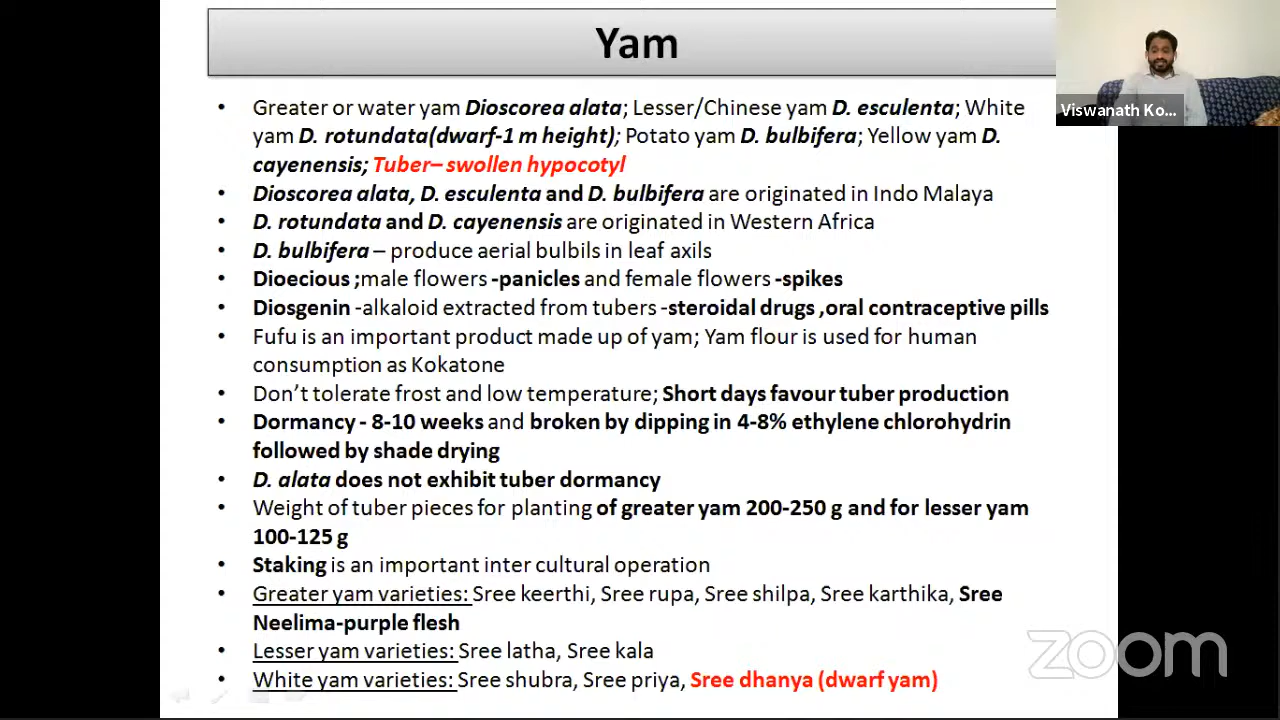 Yam
Viswanath Ko...
• Greater or water yam Dioscorea alata; Lesser/Chinese yam D. esculenta; White
yam D. rotundata(dwarf-1 m height); Potato yam D. bulbifera; Yellow yam D.
cayenensis; Tuber– swollen hypocotyl
• Dioscorea alata, D. esculenta and D. bulbifera are originated in Indo Malaya
• D. rotundata and D. cayenensis are originated in Western Africa
• D. bulbifera – produce aerial bulbils in leaf axils
• Dioecious ;male flowers -panicles and female flowers -spikes
• Diosgenin -alkaloid extracted from tubers -steroidal drugs ,oral contraceptive pills
• Fufu is an important product made up of yam; Yam flour is used for human
consumption as Kokatone
• Don’t tolerate frost and low temperature; Short days favour tuber production
• Dormancy - 8-10 weeks and broken by dipping in 4-8% ethylene chlorohydrin
followed by shade drying
• D. alata does not exhibit tuber dormancy
• Weight of tuber pieces for planting of greater yam 200-250 g and for lesser yam
100-125 g
• Staking is an important inter cultural operation
• Greater yam varieties: Sree keerthi, Sree rupa, Sree shilpa, Sree karthika, Sree
Neelima-purple flesh
• Lesser yam varieties: Sree latha, Sree kala
• White yam varieties: Sree shubra, Sree priya, Sree dhanya (dwarf yam)
zoom